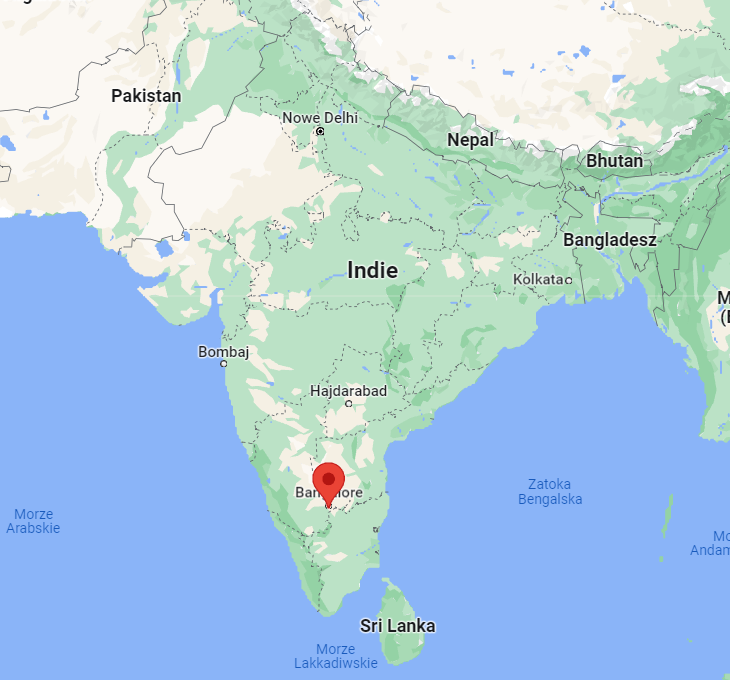 Pakistan
Nowe Delhi
Nepal
Bhutan
Bangladesz
Indie
Kolkata
Bombaj
Hajdarabad
Zatoka
Bengalska
Morze
Arabskie
Sri Lanka
Morze
Lakkadiwskie